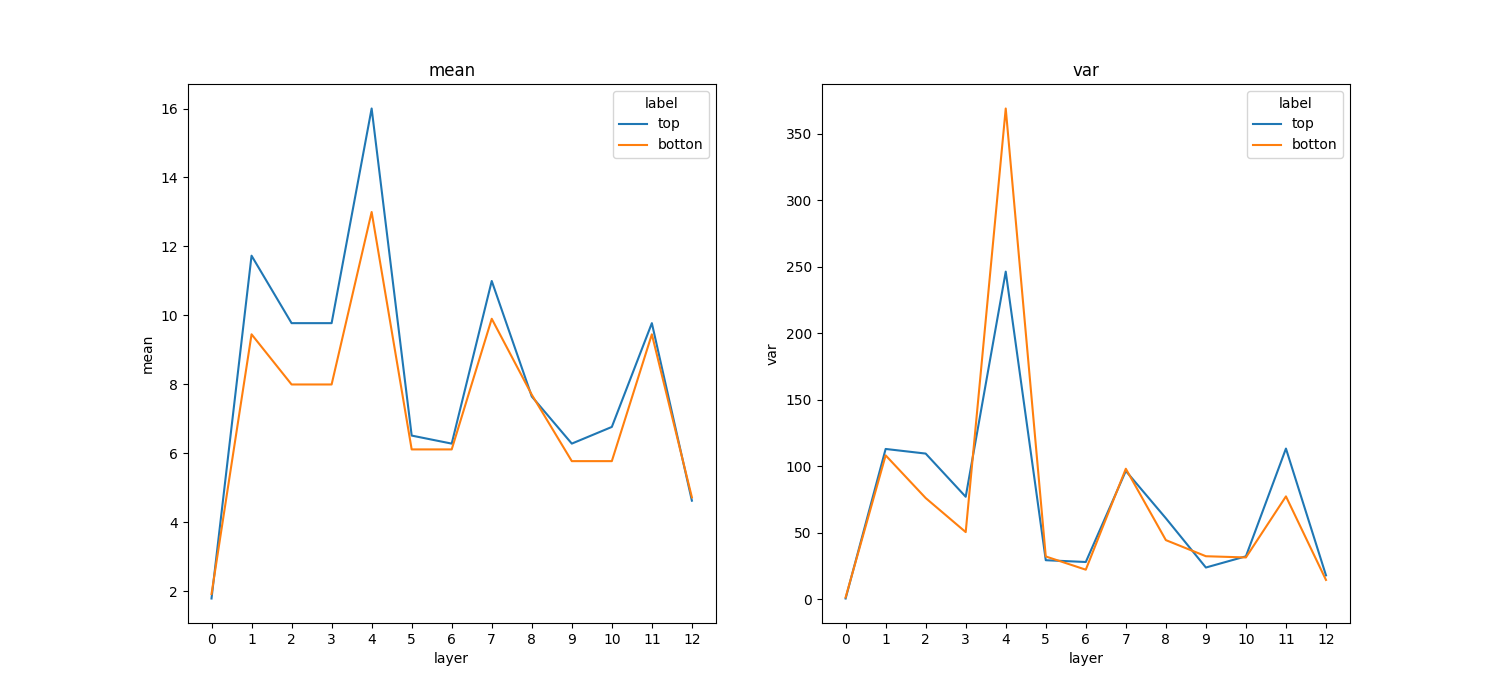 mean
16
14
12
10
8
6
4
2
mean
label
top
botton
0 1 2 3 4 5 6 7 8 9 10 11 12
layer
var
350
300
250
200
150
100
50
0
var
label
top
botton
0 1 2 3 4 5 6 7 8 9 10 11 12
layer